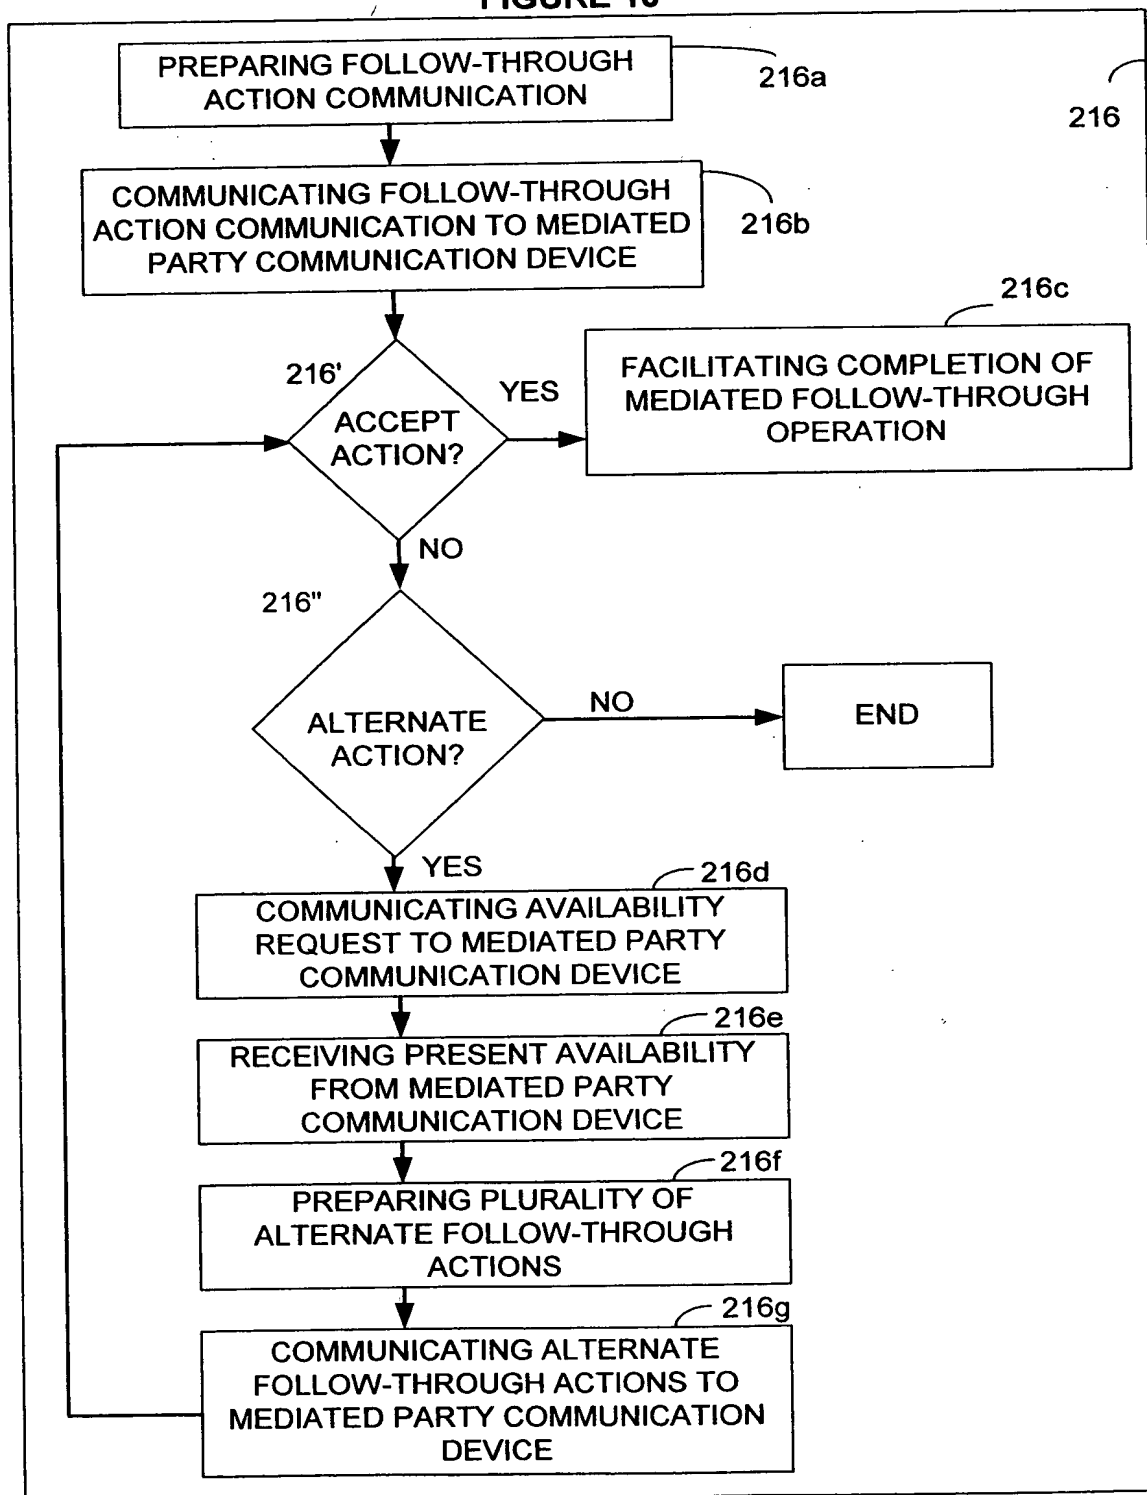 PREPARING FOLLOW-THROUGH
ACTION COMMUNICATION
216a
216
COMMUNICATING FOLLOW-THROUGH
ACTION COMMUNICATION TO MEDIATED
PARTY COMMUNICATION DEVICE
216b
216c
FACILITATING COMPLETION OF
MEDIATED FOLLOW-THROUGH
OPERATION
216'
YES
ACCEPT
ACTION?
NO
216"
ALTERNATE
ACTION?
NO
END
YES
216d
COMMUNICATING AVAILABILITY
REQUEST TO MEDIATED PARTY
COMMUNICATION DEVICE
216e
RECEIVING PRESENT AVAILABILITY
FROM MEDIATED PARTY
COMMUNICATION DEVICE
216f
PREPARING PLURALITY OF
ALTERNATE FOLLOW-THROUGH
ACTIONS
216g
COMMUNICATING ALTERNATE
FOLLOW-THROUGH ACTIONS TO
MEDIATED PARTY COMMUNICATION
DEVICE